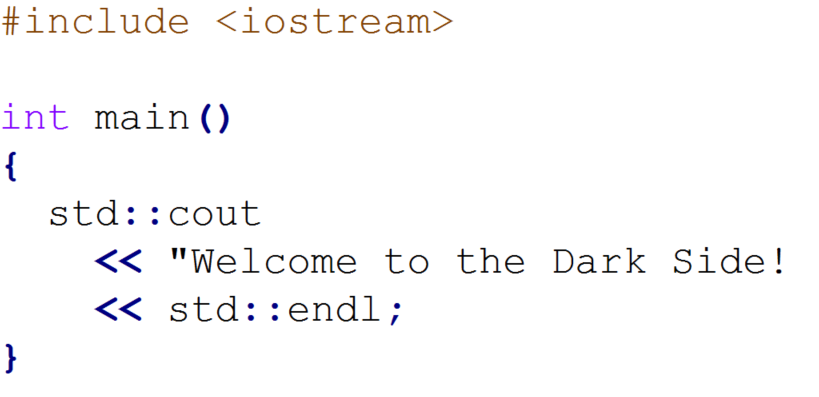 #include <iostream>
int main()
{
std::cout
<< "Welcome to the Dark Side!
<< std::endl;
}